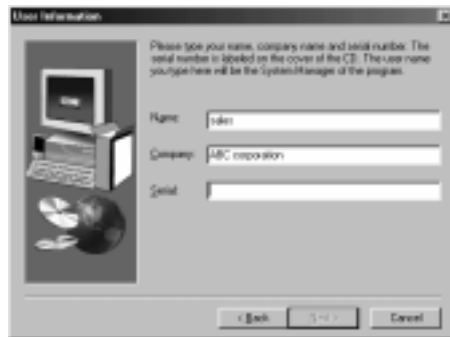 User Information
Please type your name, company name and serial number. The
serial number is labeled on the cover of the CD. The user name
you type here will be the System Manager of the program.
Name: sales
Company: ABC corporation
Serial:
< Back Next > Cancel